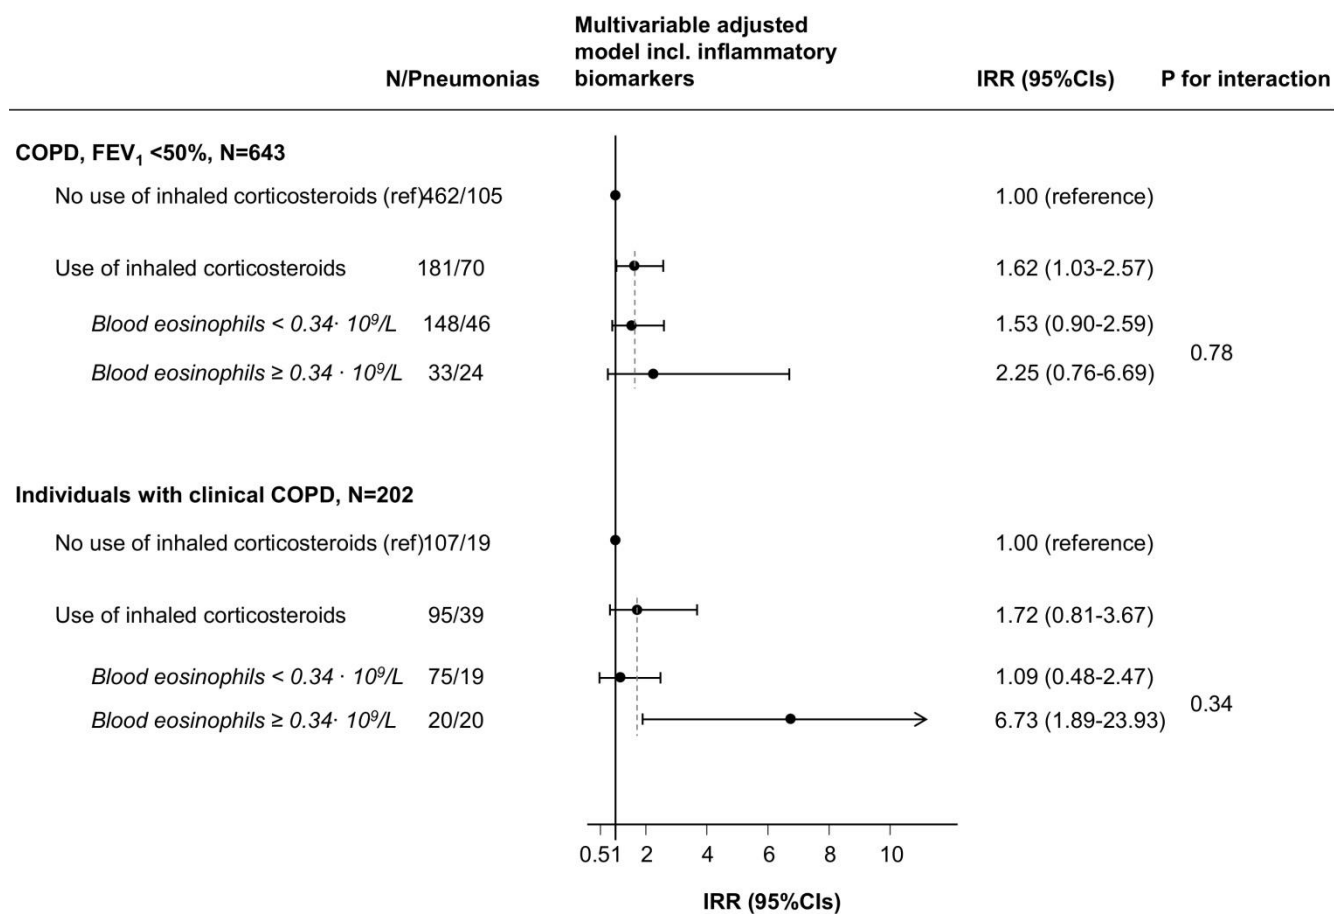 Multivariable adjusted
model incl. inflammatory
N/Pneumonias biomarkers IRR (95%CIs) P for interaction
COPD, FEV₁ <50%, N=643
No use of inhaled corticosteroids (ref) 462/105 1.00 (reference)
Use of inhaled corticosteroids 181/70 1.62 (1.03-2.57)
Blood eosinophils < 0.34· 10⁹/L 148/46 1.53 (0.90-2.59)
0.78
Blood eosinophils ≥ 0.34 · 10⁹/L 33/24 2.25 (0.76-6.69)
Individuals with clinical COPD, N=202
No use of inhaled corticosteroids (ref) 107/19 1.00 (reference)
Use of inhaled corticosteroids 95/39 1.72 (0.81-3.67)
Blood eosinophils < 0.34 · 10⁹/L 75/19 1.09 (0.48-2.47)
0.34
Blood eosinophils ≥ 0.34· 10⁹/L 20/20 6.73 (1.89-23.93)
0.5 1 2 4 6 8 10
IRR (95%CIs)